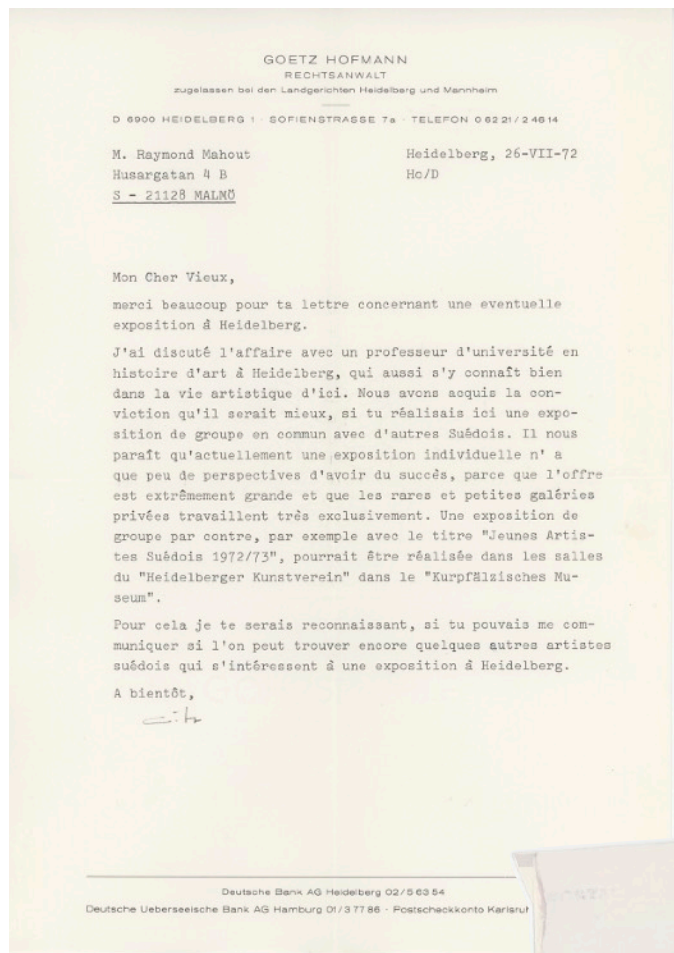 GOETZ HOFMANN
RECHTSANWALT
zugelassen bei den Landgerichten Heidelberg und Mannheim
D 6900 HEIDELBERG 1 · SOFIENSTRASSE 7a · TELEFON 0 62 21 / 2 46 14
M. Raymond Mahout
Heidelberg, 26-VII-72
Husargatan 4 B
Ho/D
S - 21128 MALMÖ
Mon Cher Vieux,
merci beaucoup pour ta lettre concernant une eventuelle
exposition à Heidelberg.
J'ai discuté l'affaire avec un professeur d'université en
histoire d'art à Heidelberg, qui aussi s'y connaît bien
dans la vie artistique d'ici. Nous avons acquis la con-
viction qu'il serait mieux, si tu réalisais ici une expo-
sition de groupe en commun avec d'autres Suédois. Il nous
paraît qu'actuellement une exposition individuelle n' a
que peu de perspectives d'avoir du succès, parce que l'offre
est extrêmement grande et que les rares et petites galéries
privées travaillent très exclusivement. Une exposition de
groupe par contre, par exemple avec le titre "Jeunes Artis-
tes Suédois 1972/73", pourrait être réalisée dans les salles
du "Heidelberger Kunstverein" dans le "Kurpfälzisches Mu-
seum".
Pour cela je te serais reconnaissant, si tu pouvais me com-
muniquer si l'on peut trouver encore quelques autres artistes
suédois qui s'intéressent à une exposition à Heidelberg.
A bientôt,
Deutsche Bank AG Heidelberg 02/5 63 54
Deutsche Ueberseeische Bank AG Hamburg 01/3 77 86 - Postscheckkonto Karlsruh